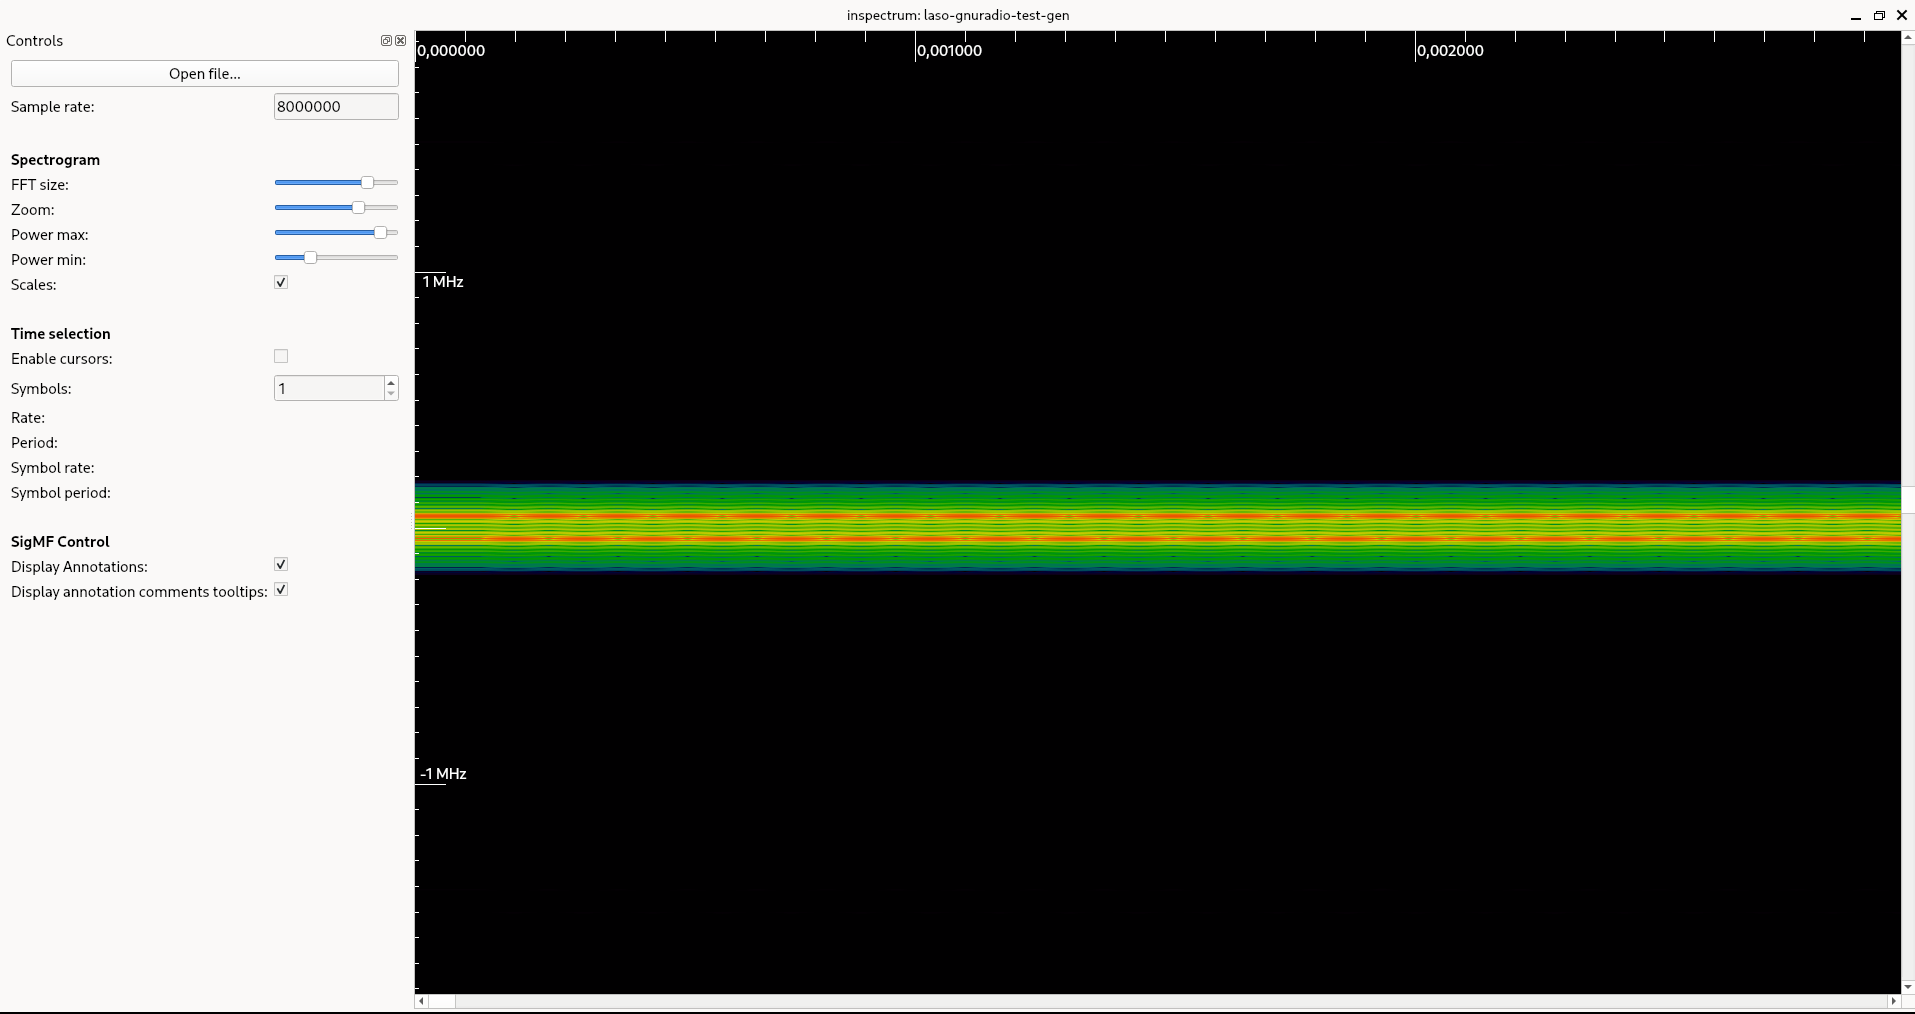 inspectrum: laso-gnuradio-test-gen
Controls
Open file...
Sample rate: 8000000
Spectrogram
FFT size:
Zoom:
Power max:
Power min:
Scales:
Time selection
Enable cursors:
Symbols: 1
Rate:
Period:
Symbol rate:
Symbol period:
SigMF Control
Display Annotations:
Display annotation comments tooltips:
0,000000 0,001000 0,002000
1 MHz
-1 MHz